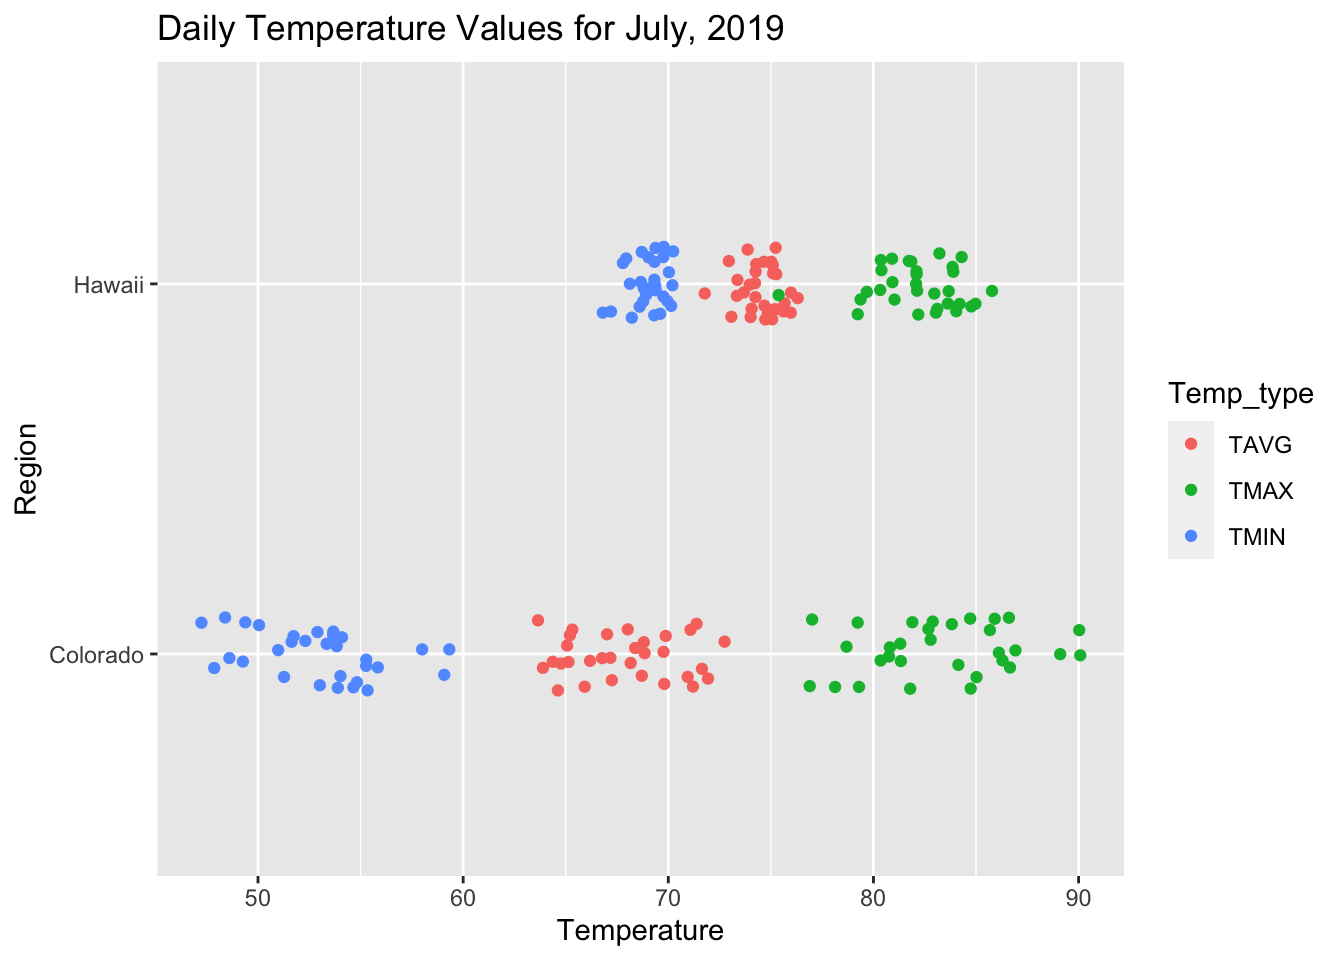 Daily Temperature Values for July, 2019
Hawaii
Colorado
Region
50 60 70 80 90
Temperature
Temp_type
TAVG
TMAX
TMIN